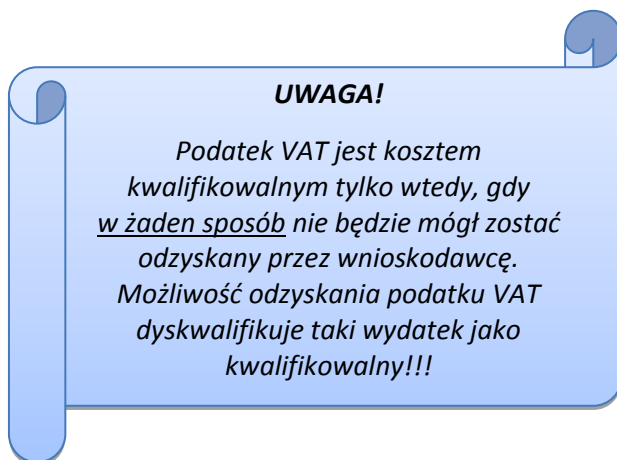 UWAGA!
Podatek VAT jest kosztem
kwalifikowalnym tylko wtedy, gdy
w żaden sposób nie będzie mógł zostać
odzyskany przez wnioskodawcę.
Możliwość odzyskania podatku VAT
dyskwalifikuje taki wydatek jako
kwalifikowalny!!!